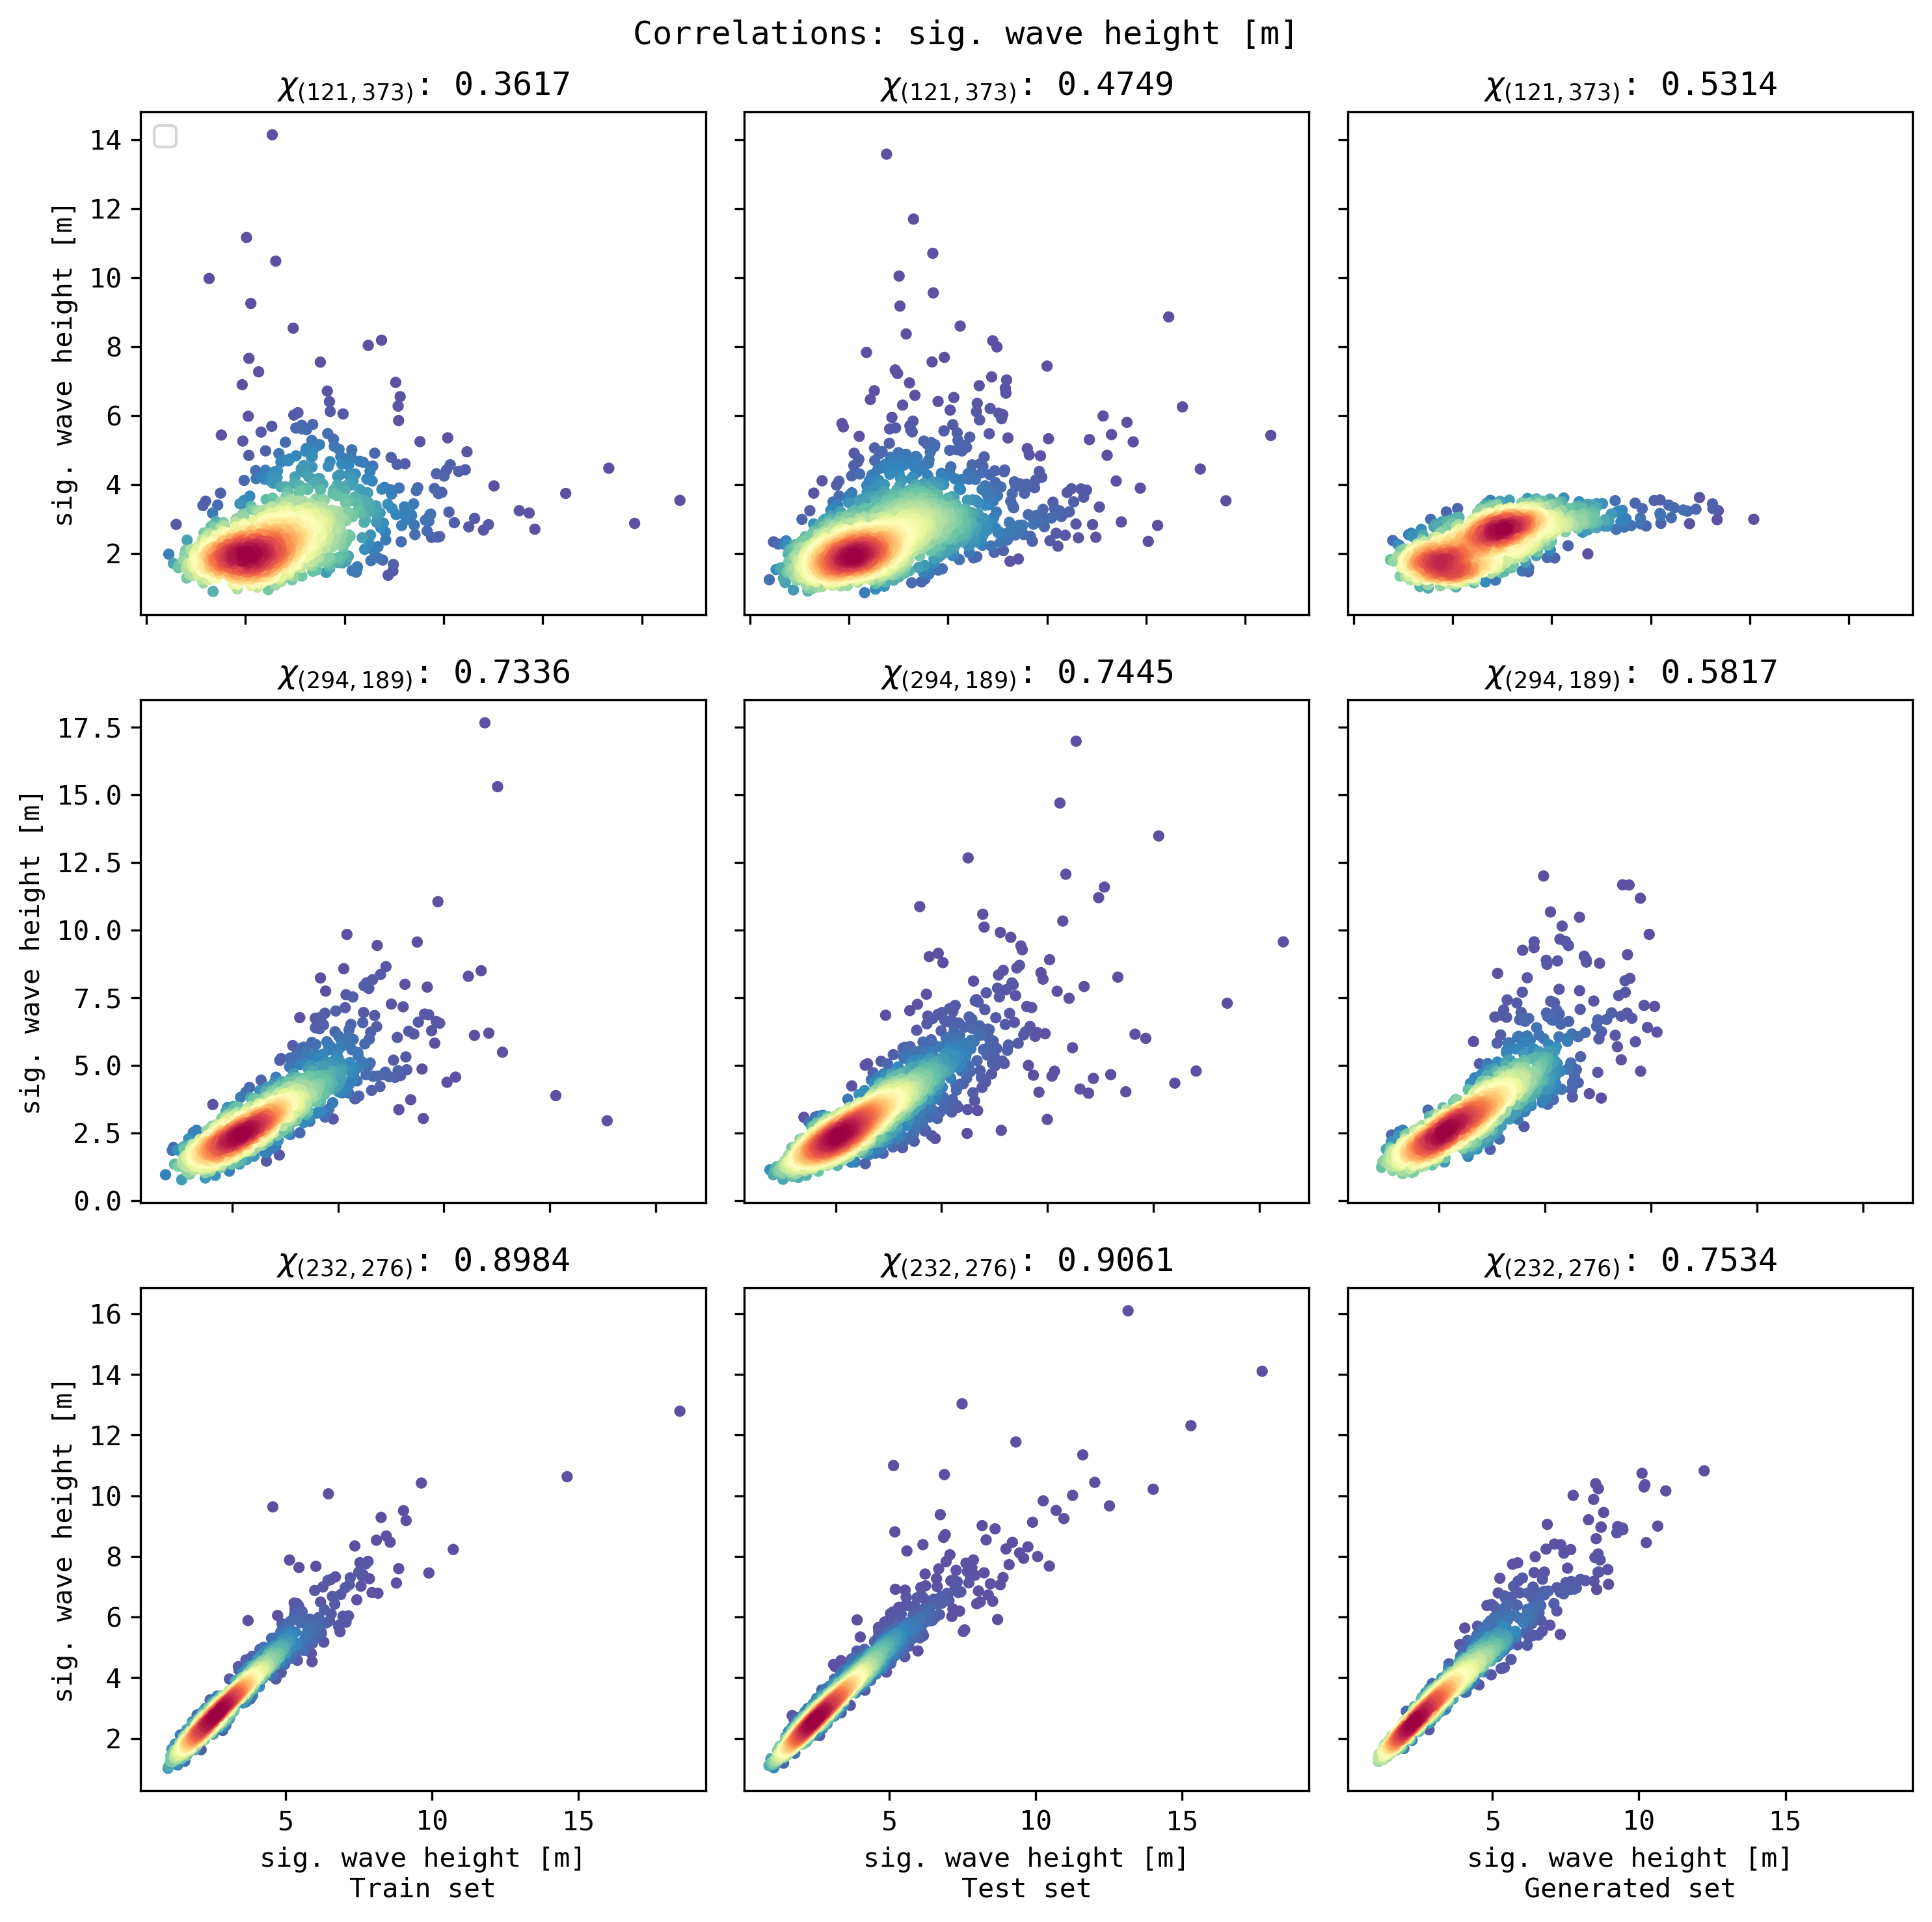 Correlations: sig. wave height [m]
χ(121,373): 0.3617
χ(121,373): 0.4749
χ(121,373): 0.5314
sig. wave height [m]
14
12
10
8
6
4
2
χ(294,189): 0.7336
χ(294,189): 0.7445
χ(294,189): 0.5817
sig. wave height [m]
17.5
15.0
12.5
10.0
7.5
5.0
2.5
0.0
χ(232,276): 0.8984
χ(232,276): 0.9061
χ(232,276): 0.7534
sig. wave height [m]
16
14
12
10
8
6
4
2
5 10 15
5 10 15
5 10 15
sig. wave height [m]
Train set
sig. wave height [m]
Test set
sig. wave height [m]
Generated set